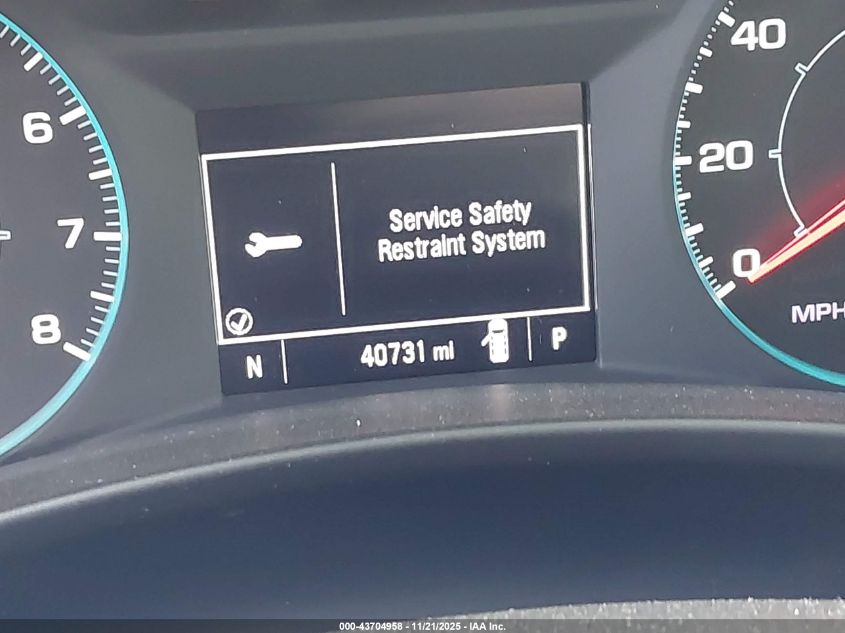 40
6
20
Service Safety
Restraint System
7
0
8
MPH
N 40731 mi P
000-43704958 - 11/21/2025 - IAA Inc.